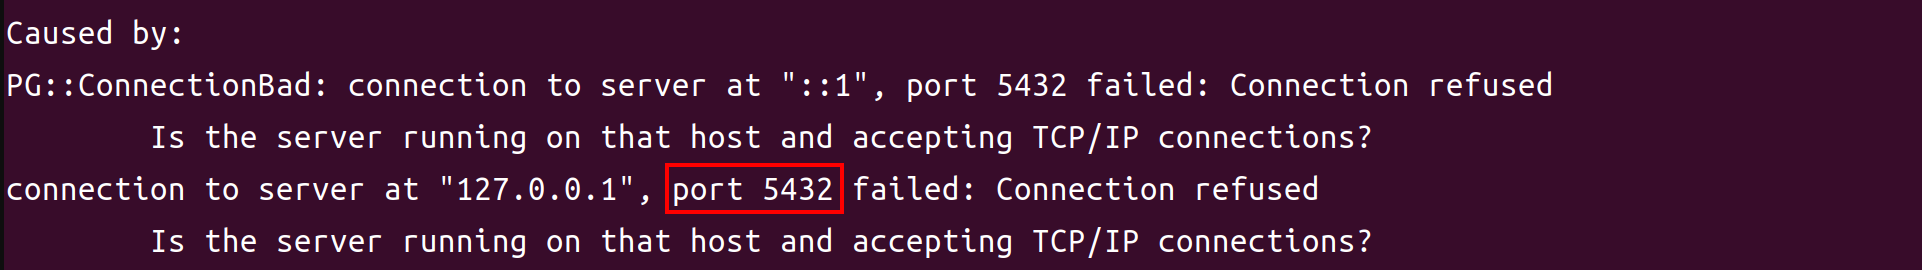 Caused by:
PG::ConnectionBad: connection to server at "::1", port 5432 failed: Connection refused
Is the server running on that host and accepting TCP/IP connections?
connection to server at "127.0.0.1", port 5432 failed: Connection refused
Is the server running on that host and accepting TCP/IP connections?